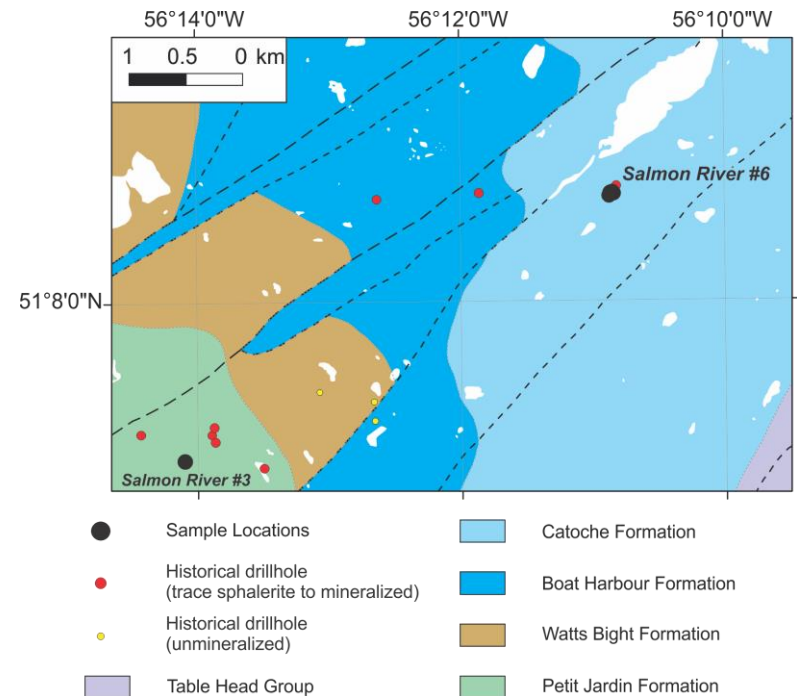 56°14'0"W 56°12'0"W 56°10'0"W
1 0.5 0 km
Salmon River #6
51°8'0"N
Salmon River #3
Sample Locations
Catoche Formation
Historical drillhole
(trace sphalerite to mineralized)
Boat Harbour Formation
Historical drillhole
(unmineralized)
Watts Bight Formation
Table Head Group
Petit Jardin Formation